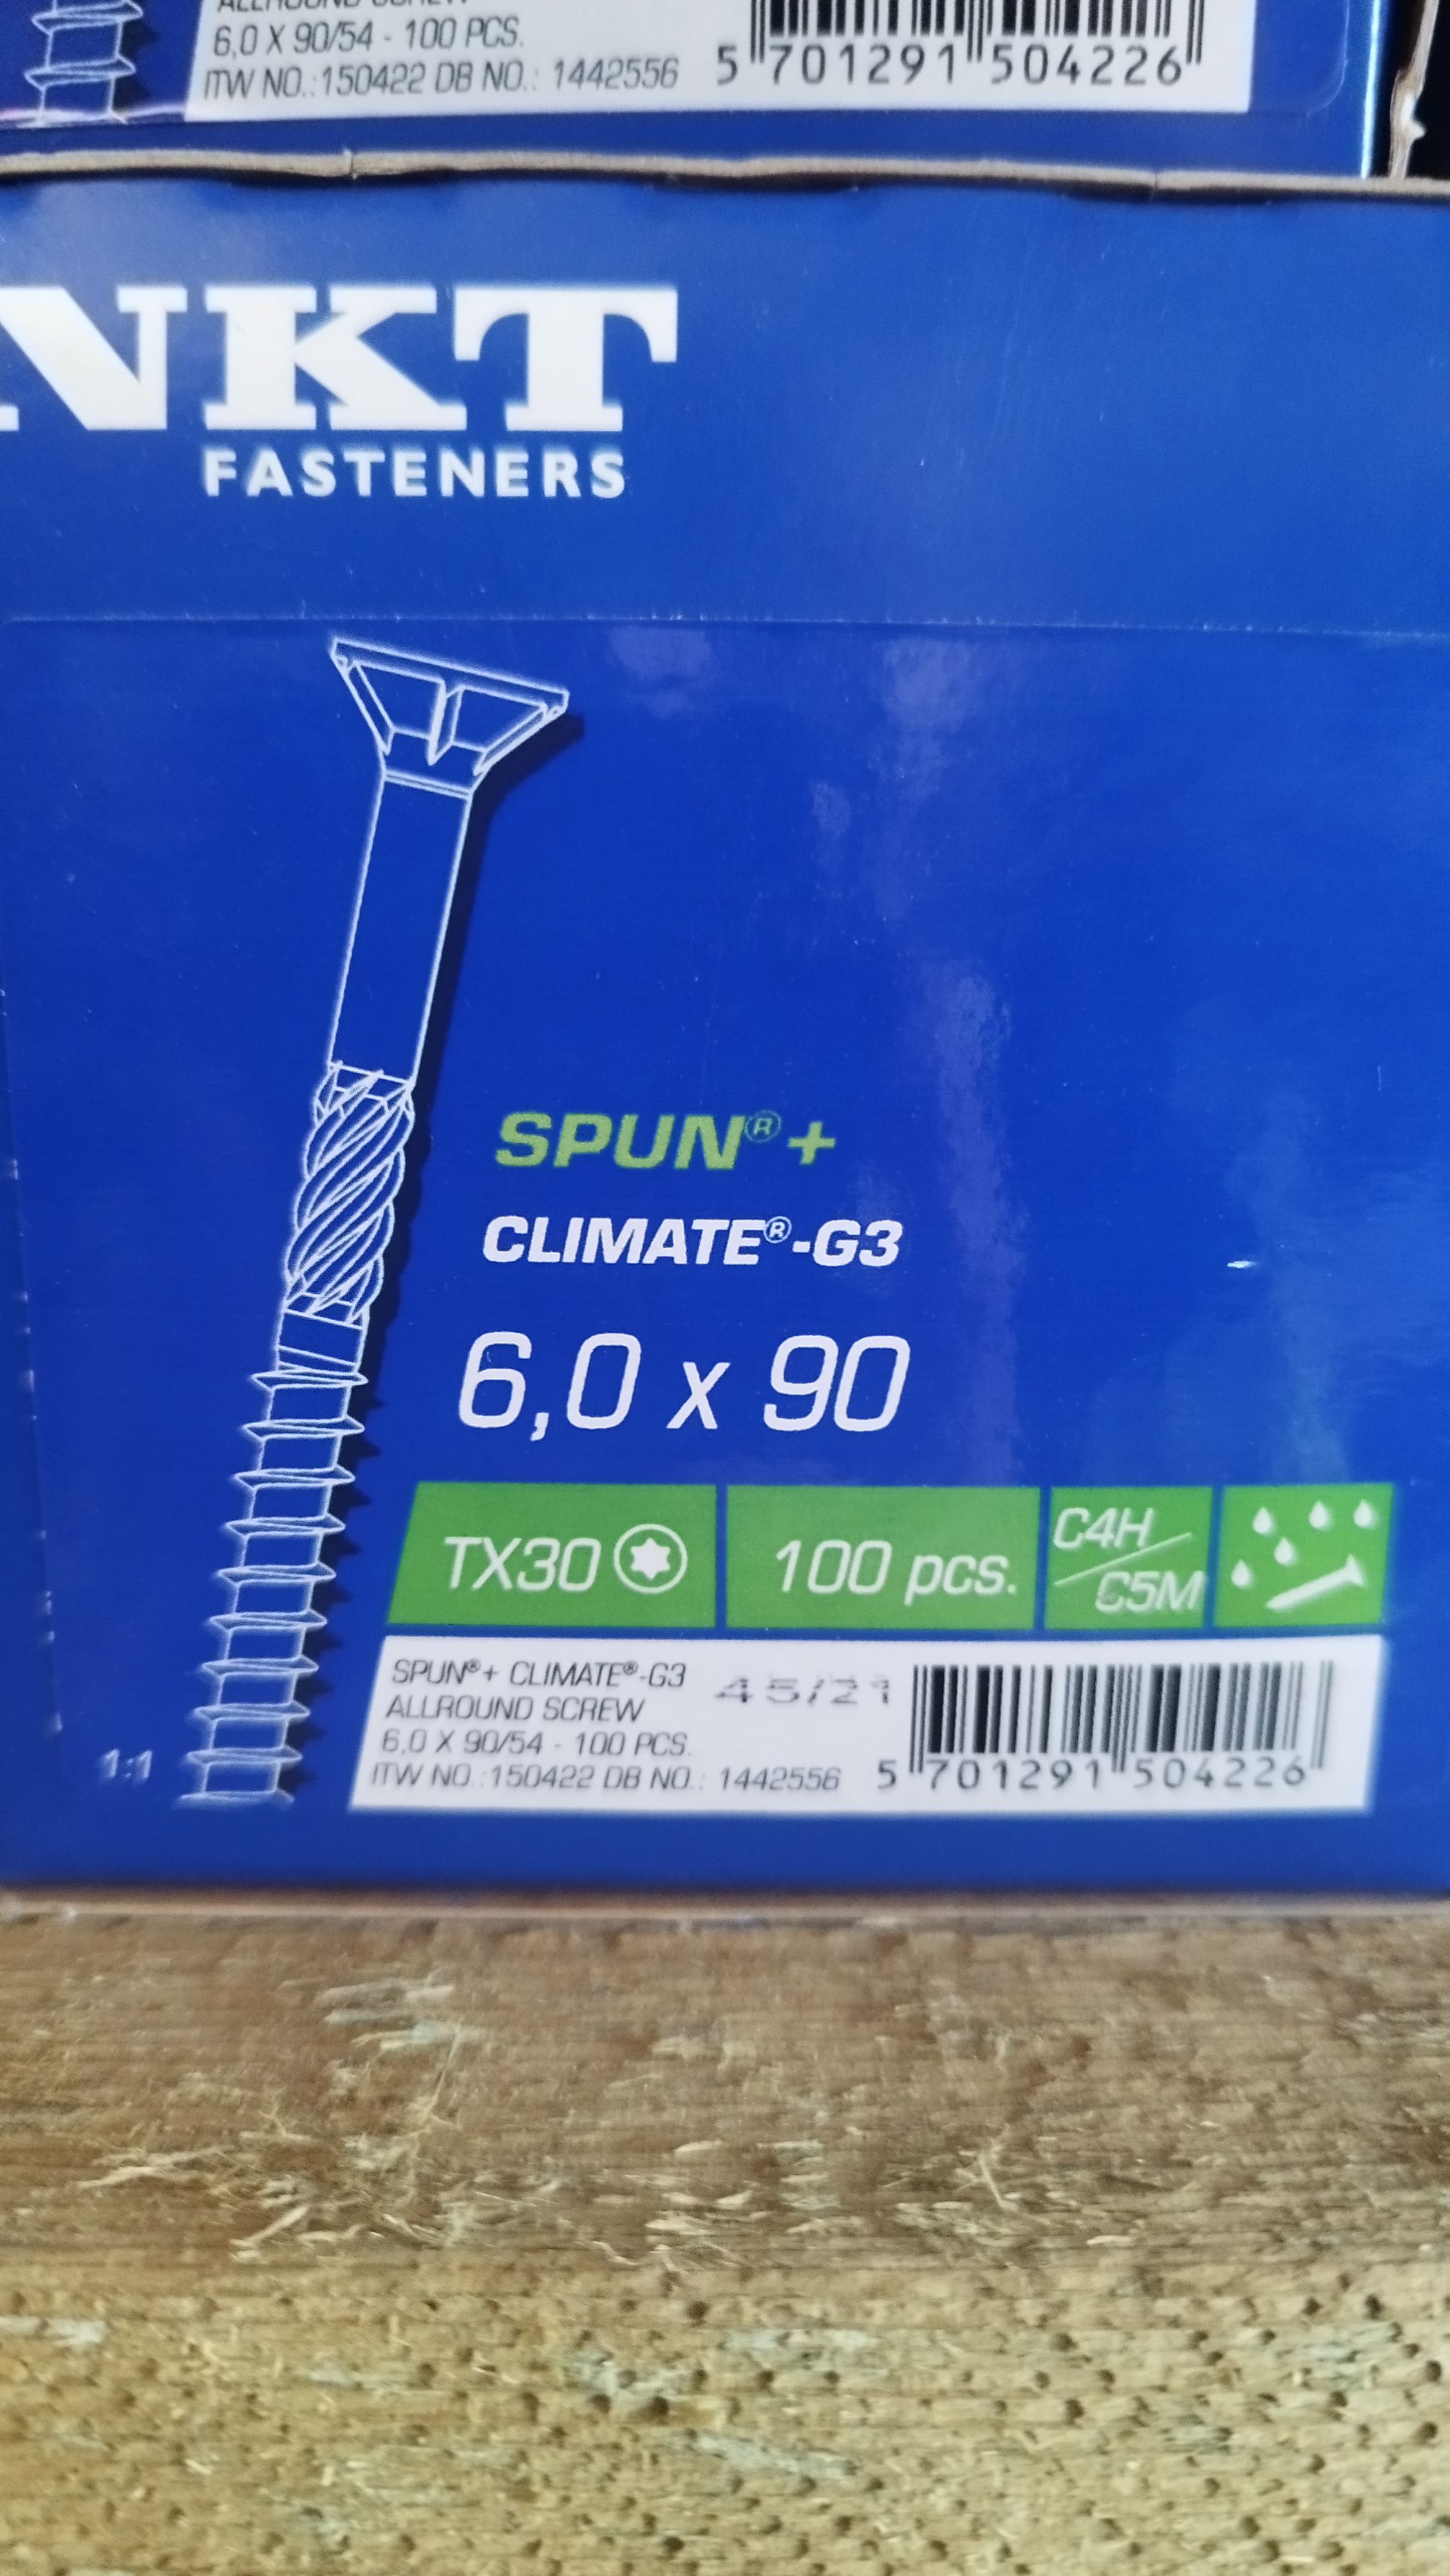 6,0 X 90/54 - 100 PCS.
ITW NO.:150422 DB NO.: 1442556
5 701291 504226
NKT
FASTENERS
SPUN®+
CLIMATE®-G3
6,0 x 90
TX30
100 pcs.
C4H
C5M
SPUN®+ CLIMATE®-G3
45/21
ALLROUND SCREW
6,0 X 90/54 - 100 PCS.
ITW NO.:150422 DB NO.: 1442556
5 701291 504226
1:1